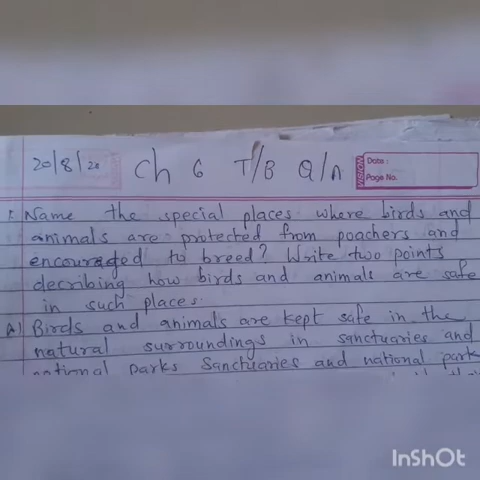 20/8/20 Ch 6 T/B Q/A
VISION Date :
Page No.
1. Name the special places where birds and
animals are protected from poachers and
encouraged to breed? Write two points
decribing how birds and animals are safe
in such places.
A) Birds and animals are kept safe in the
natural surroundings in sanctuaries and
national parks Sanctuaries and national park
InShOt